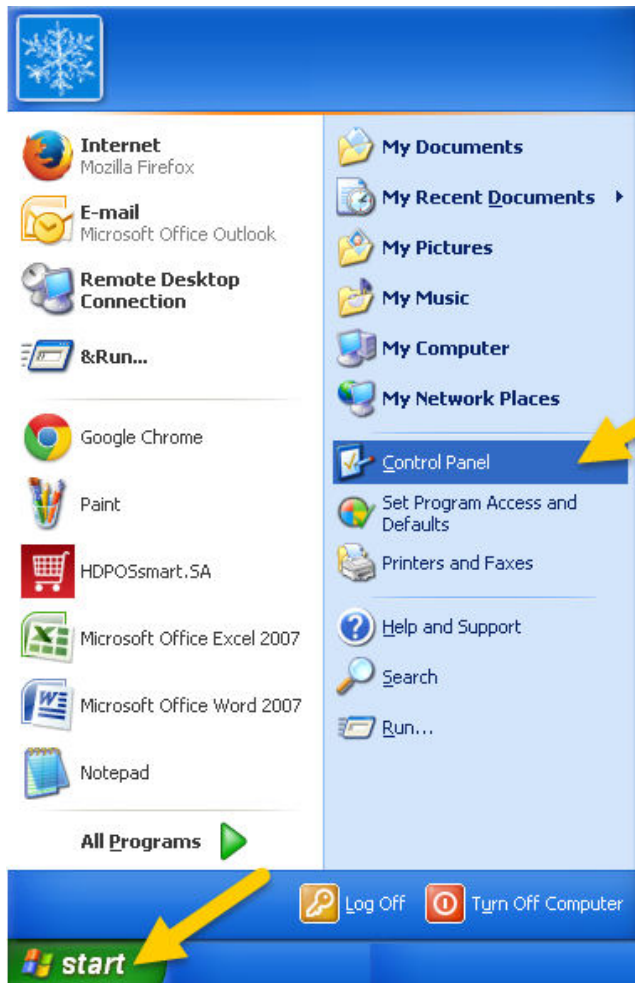 Internet
Mozilla Firefox
E-mail
Microsoft Office Outlook
Remote Desktop
Connection
&Run...
Google Chrome
Paint
HDPOSsmart.SA
Microsoft Office Excel 2007
Microsoft Office Word 2007
Notepad
All Programs
My Documents
My Recent Documents
My Pictures
My Music
My Computer
My Network Places
Control Panel
Set Program Access and
Defaults
Printers and Faxes
Help and Support
Search
Run...
Log Off
Turn Off Computer
start